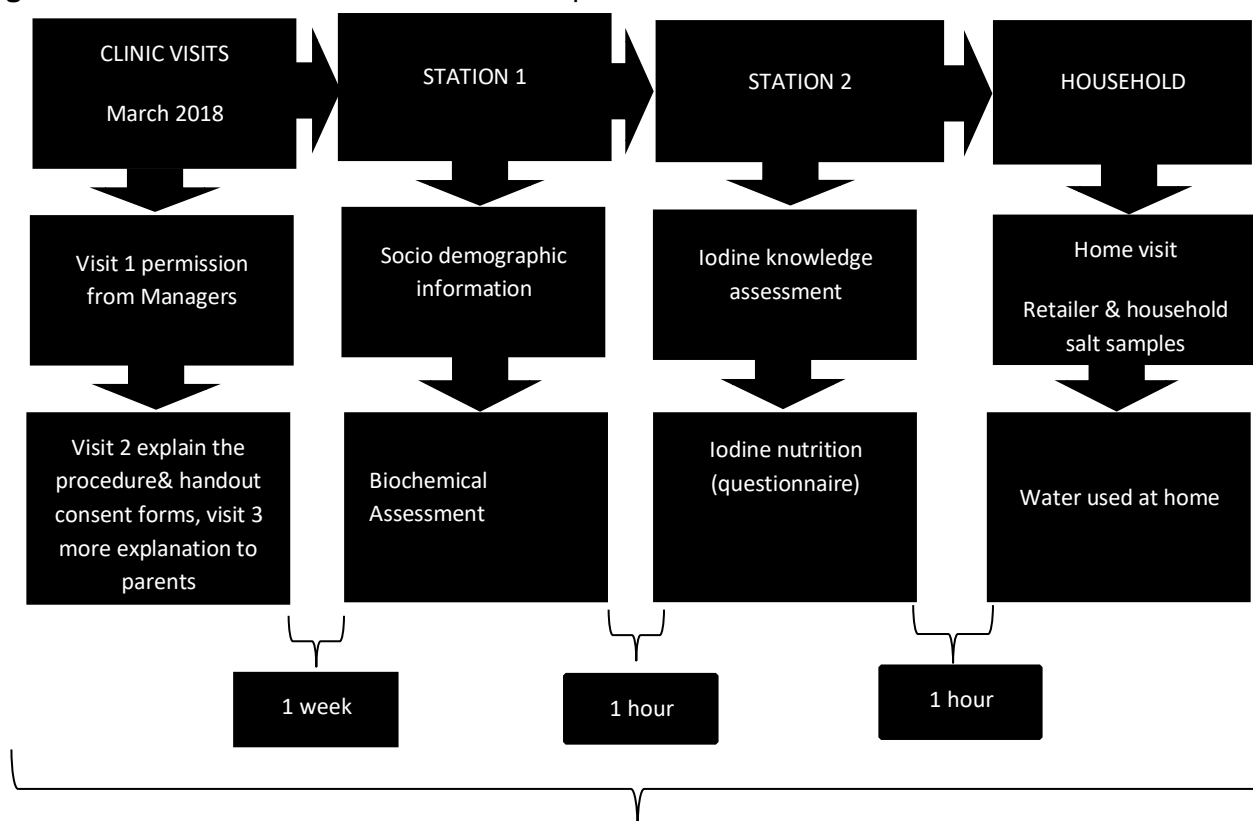 CLINIC VISITS
March 2018
STATION 1
STATION 2
HOUSEHOLD
Visit 1 permission
from Managers
Socio demographic
information
Iodine knowledge
assessment
Home visit
Retailer & household
salt samples
Visit 2 explain the
procedure& handout
consent forms, visit 3
more explanation to
parents
Biochemical
Assessment
Iodine nutrition
(questionnaire)
Water used at home
1 week
1 hour
1 hour